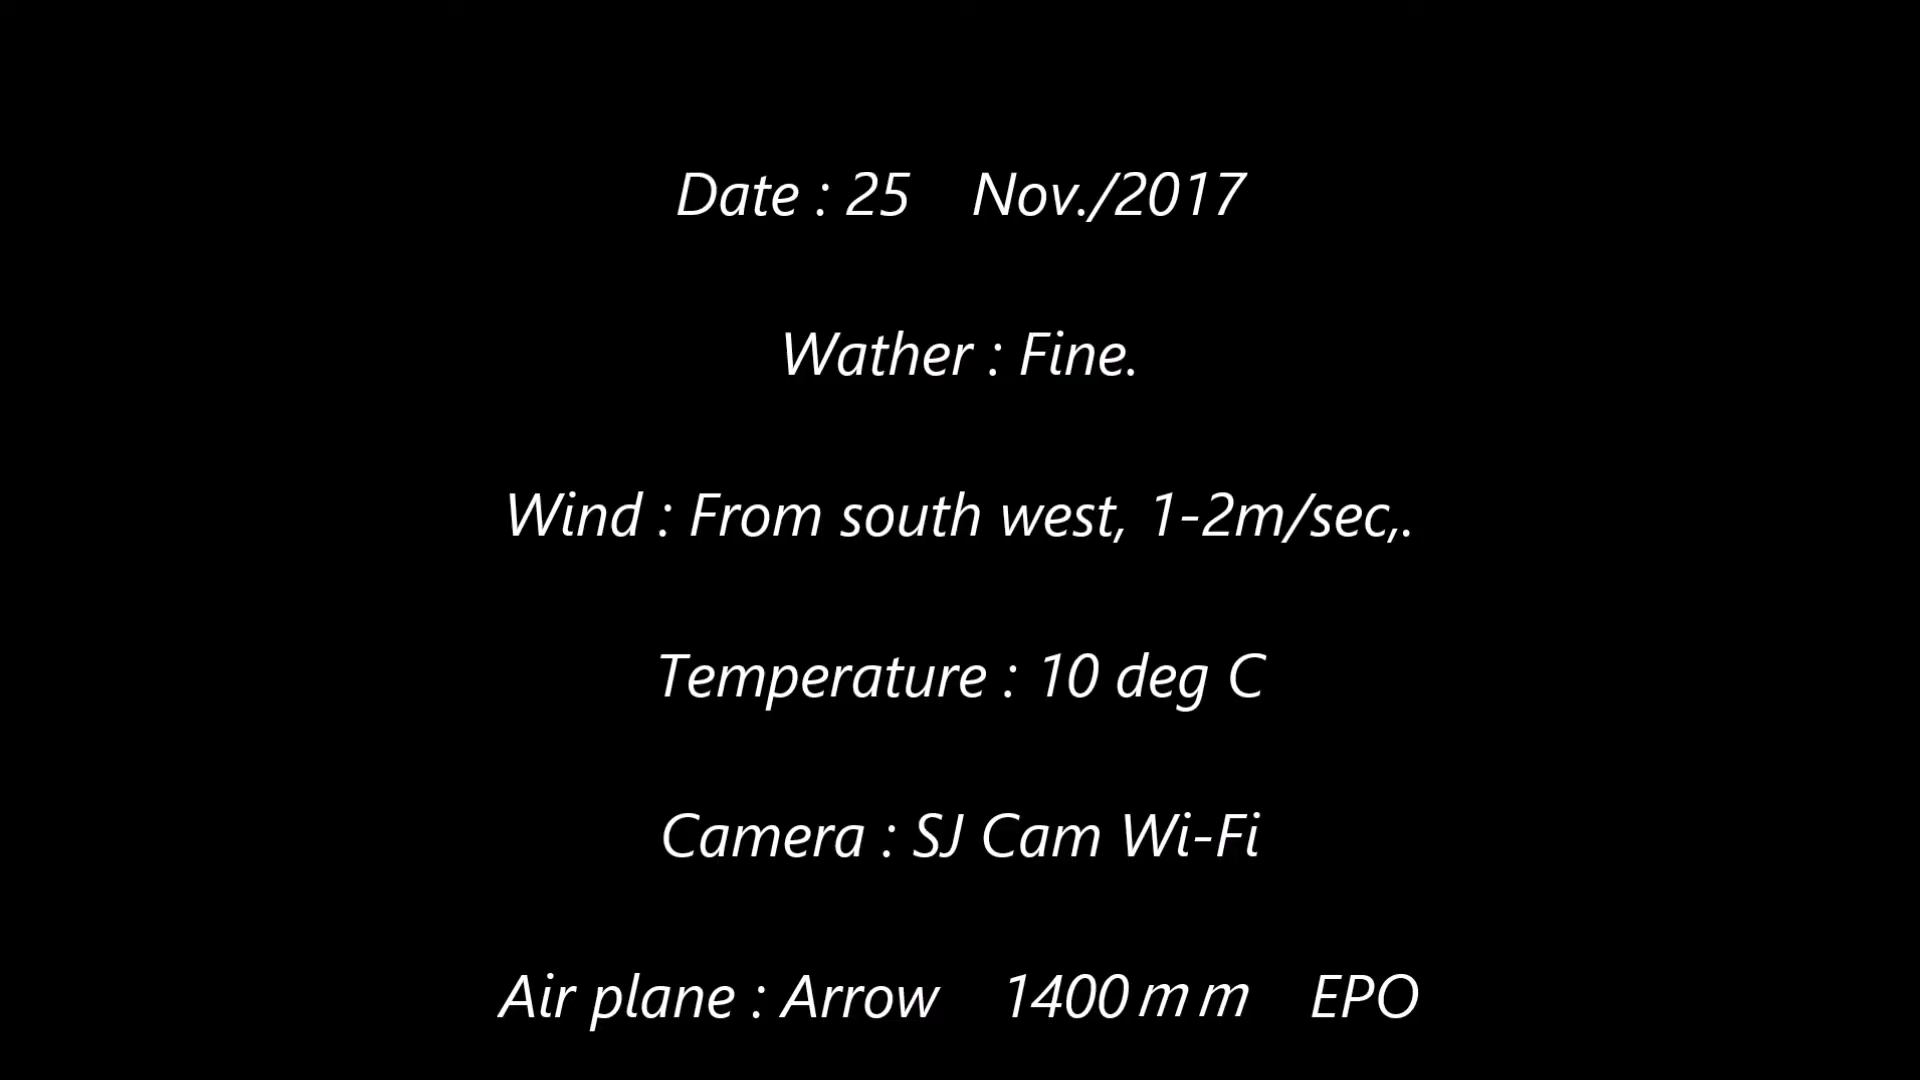 Date : 25    Nov./2017
Wather : Fine.
Wind : From south west, 1-2m/sec,.
Temperature : 10 deg C
Camera : SJ Cam Wi-Fi
Air plane : Arrow    1400ｍｍ    EPO